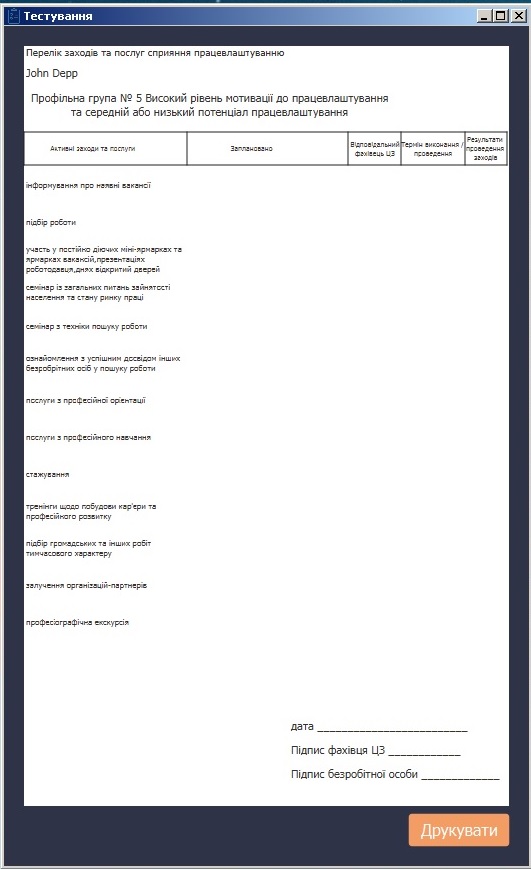 Тестування
Перелік заходів та послуг сприяння працевлаштуванню
John Depp
Профільна група № 5 Високий рівень мотивації до працевлаштування
та середній або низький потенціал працевлаштування
Активні заходи та послуги
Заплановано
Відповідальний
фахівець ЦЗ
Термін виконання /
проведення
Результати
проведення
заходів
інформування про наявні вакансії
підбір роботи
участь у постійно діючих міні-ярмарках та
ярмарках вакансій,презентаціях
роботодавця,днях відкритий дверей
семінар із загальних питань зайнятості
населення та стану ринку праці
семінар з техніки пошуку роботи
ознайомлення з успішним досвідом інших
безробрітних осіб у пошуку роботи
послуги з професійної орієнтації
послуги з професійного навчання
стажування
тренінги щодо побудови кар'ери та
професійкого розвитку
підбір громадських та інших робіт
тимчасового характеру
залучення організацій-партнерів
професіографічна екскурсія
дата _________________________
Підпис фахівця ЦЗ ____________
Підпис безробітної особи _____________
Друкувати